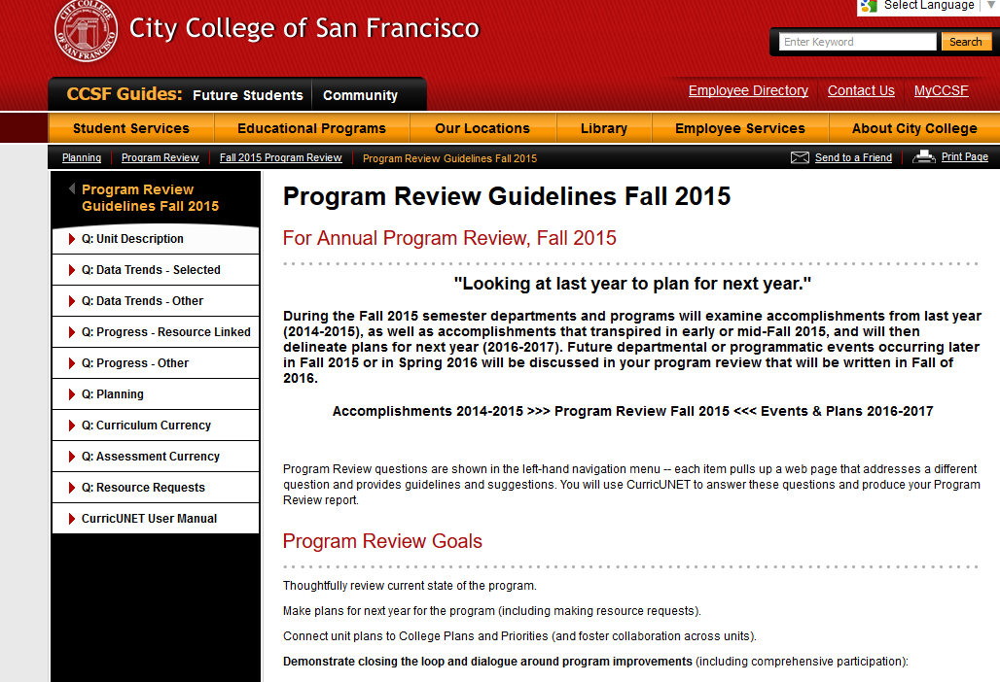 Select Language
CITY COLLEGE
OF SAN FRANCISCO
City College of San Francisco
Enter Keyword
Search
CCSF Guides: Future Students Community
Employee Directory Contact Us MyCCSF
Student Services Educational Programs Our Locations Library Employee Services About City College
Planning Program Review Fall 2015 Program Review Program Review Guidelines Fall 2015 Send to a Friend Print Page
Program Review
Guidelines Fall 2015
Q: Unit Description
Q: Data Trends - Selected
Q: Data Trends - Other
Q: Progress - Resource Linked
Q: Progress - Other
Q: Planning
Q: Curriculum Currency
Q: Assessment Currency
Q: Resource Requests
CurricUNET User Manual
Program Review Guidelines Fall 2015
For Annual Program Review, Fall 2015
"Looking at last year to plan for next year."
During the Fall 2015 semester departments and programs will examine accomplishments from last year
(2014-2015), as well as accomplishments that transpired in early or mid-Fall 2015, and will then
delineate plans for next year (2016-2017). Future departmental or programmatic events occurring later
in Fall 2015 or in Spring 2016 will be discussed in your program review that will be written in Fall of
2016.
Accomplishments 2014-2015 >>> Program Review Fall 2015 <<< Events & Plans 2016-2017
Program Review questions are shown in the left-hand navigation menu -- each item pulls up a web page that addresses a different
question and provides guidelines and suggestions. You will use CurricUNET to answer these questions and produce your Program
Review report.
Program Review Goals
Thoughtfully review current state of the program.
Make plans for next year for the program (including making resource requests).
Connect unit plans to College Plans and Priorities (and foster collaboration across units).
Demonstrate closing the loop and dialogue around program improvements (including comprehensive participation):